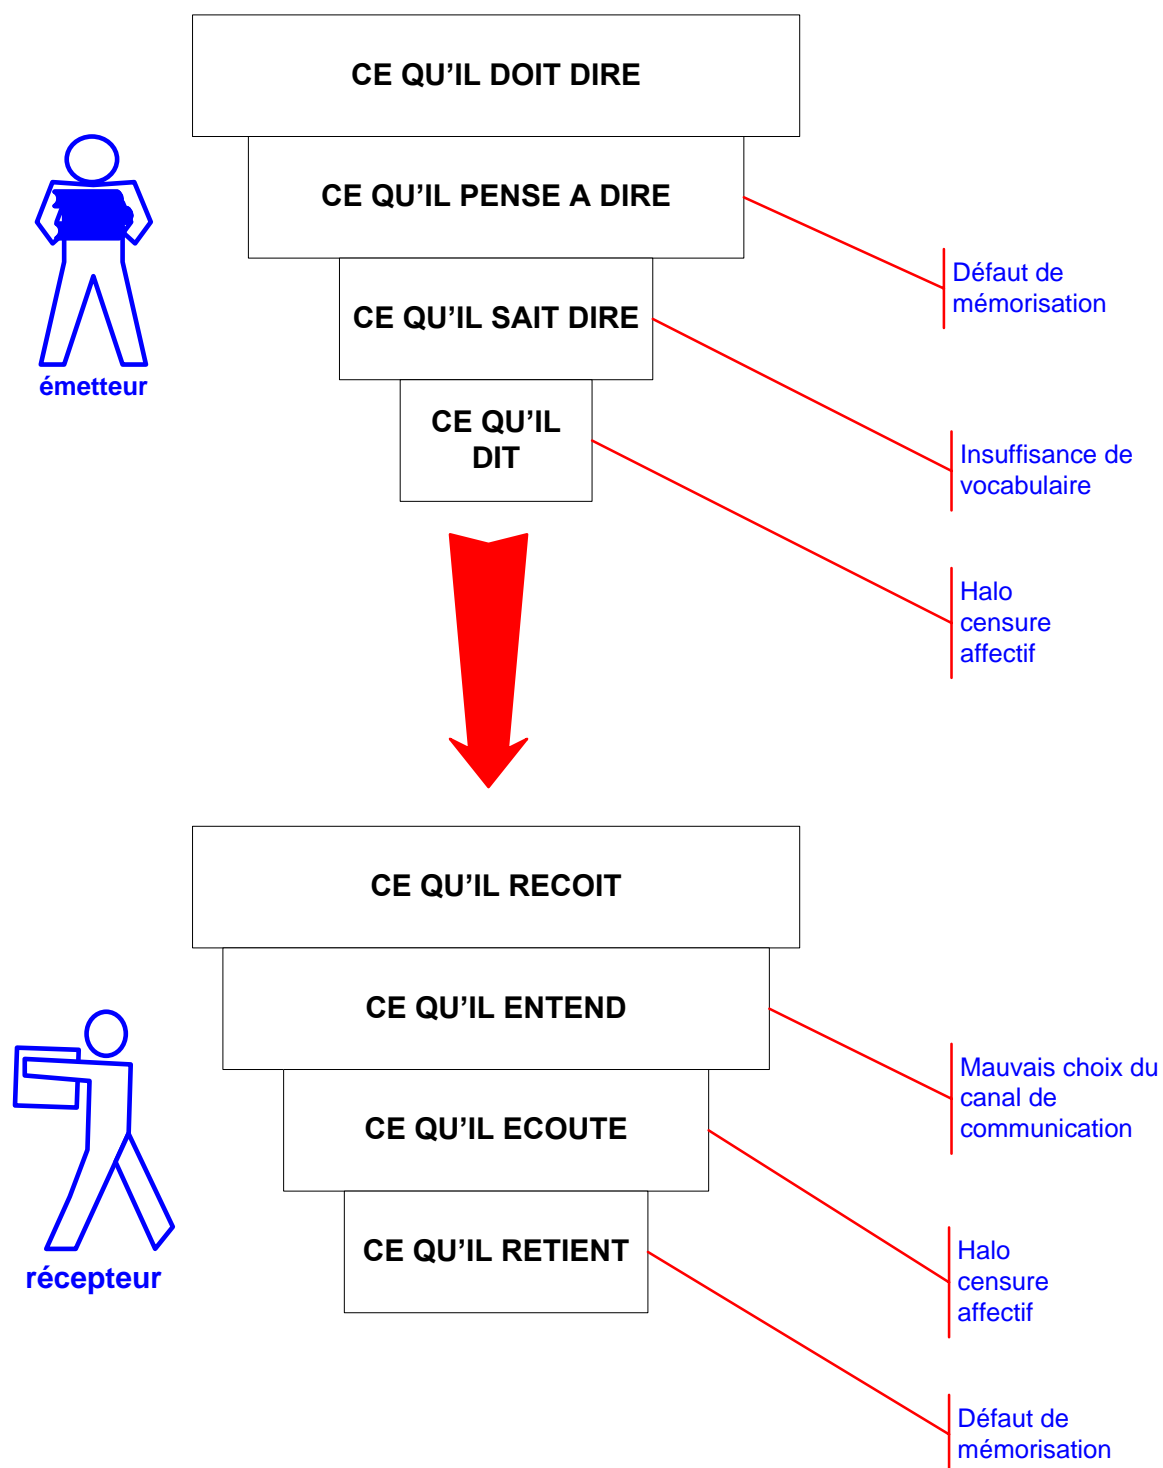 CE QU’IL DOIT DIRE
CE QU’IL PENSE A DIRE
Défaut de
mémorisation
CE QU’IL SAIT DIRE
émetteur
CE QU’IL
DIT
Insuffisance de
vocabulaire
Halo
censure
affectif
CE QU’IL RECOIT
CE QU’IL ENTEND
Mauvais choix du
canal de
communication
CE QU’IL ECOUTE
CE QU’IL RETIENT
récepteur
Halo
censure
affectif
Défaut de
mémorisation